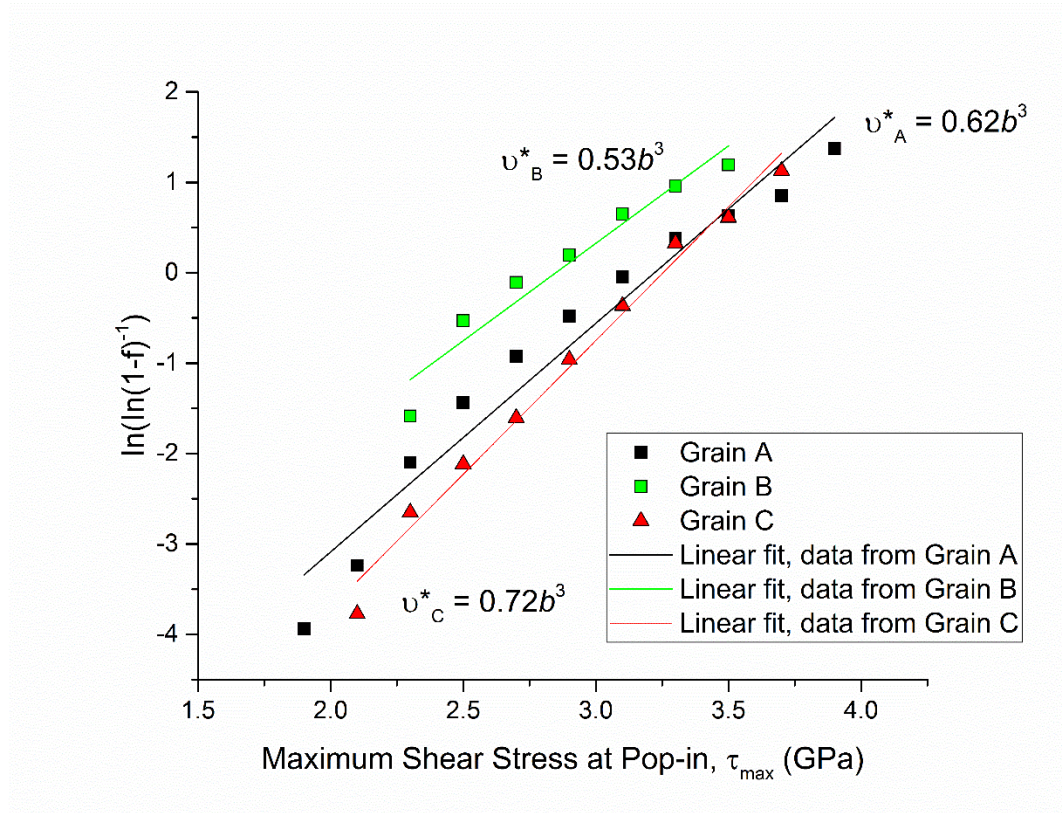 2
υ*A = 0.62b³
υ*B = 0.53b³
1
0
-1
-2
-3
-4
ln(ln(1-f)⁻¹)
υ*C = 0.72b³
Grain A
Grain B
Grain C
Linear fit, data from Grain A
Linear fit, data from Grain B
Linear fit, data from Grain C
1.5 2.0 2.5 3.0 3.5 4.0
Maximum Shear Stress at Pop-in, τmax (GPa)